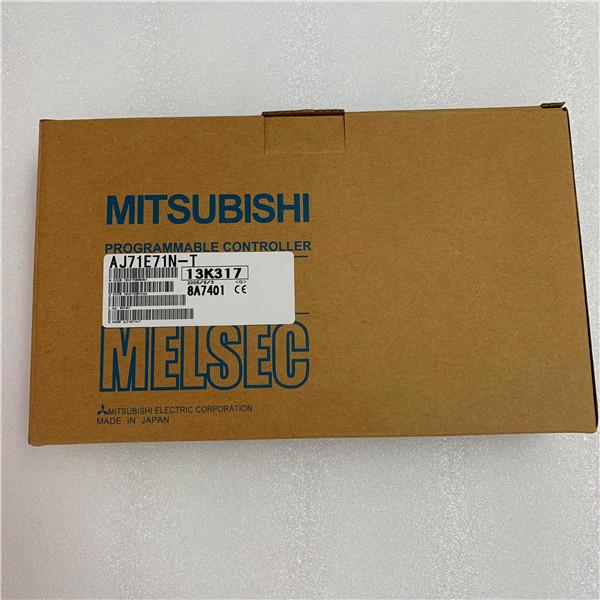 MITSUBISHI
PROGRAMMABLE CONTROLLER
AJ71E71N-T
13K317
8A7401 CE
MELSEC
MITSUBISHI ELECTRIC CORPORATION
MADE IN JAPAN